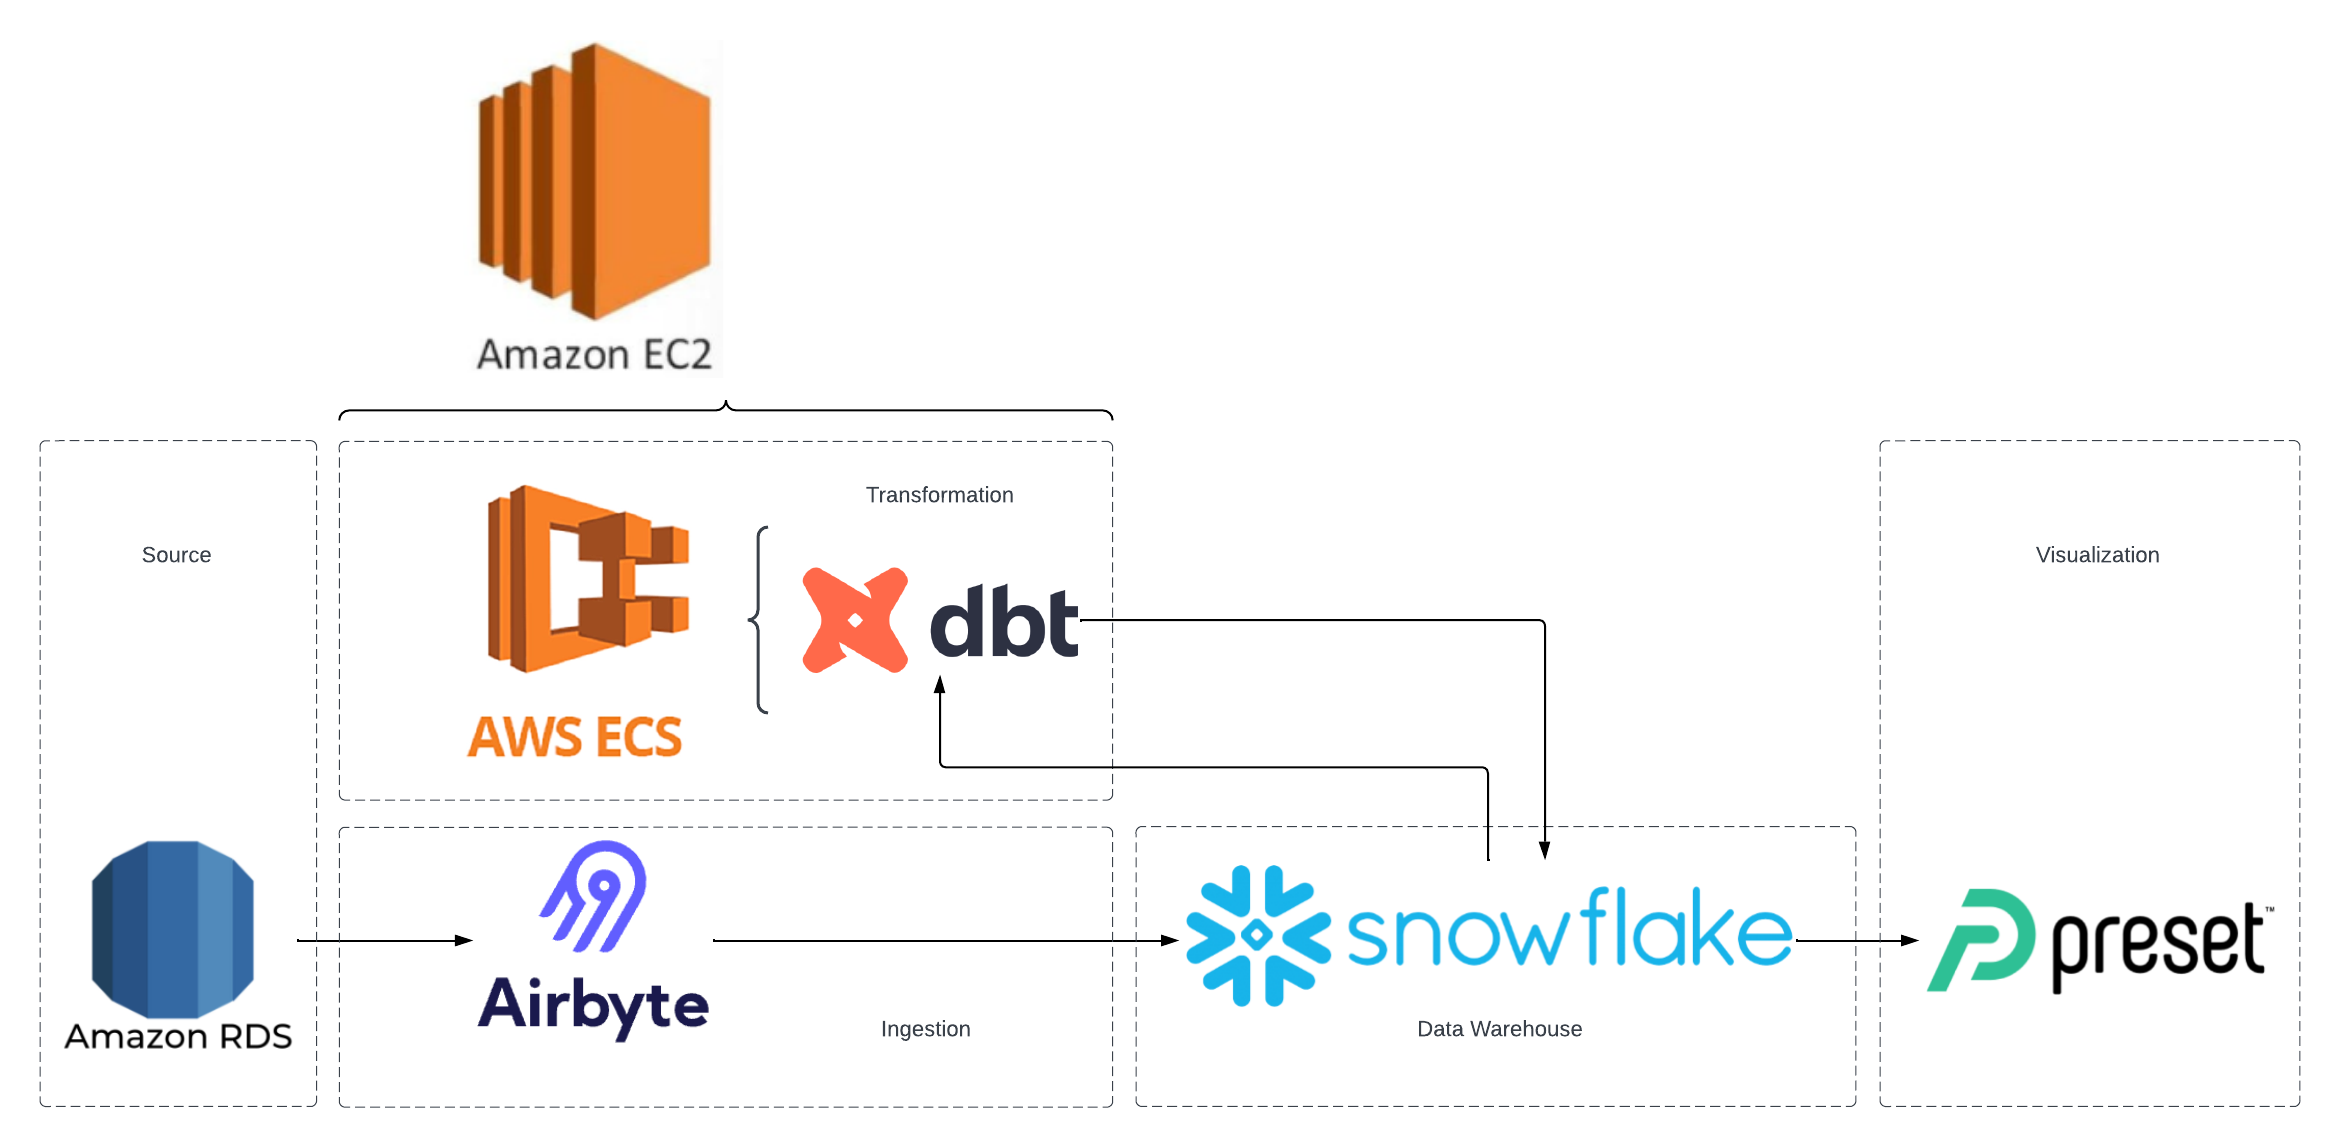 Amazon EC2
Source
Transformation
dbt
AWS ECS
Visualization
Amazon RDS
Airbyte
Ingestion
snowflake
Data Warehouse
preset™